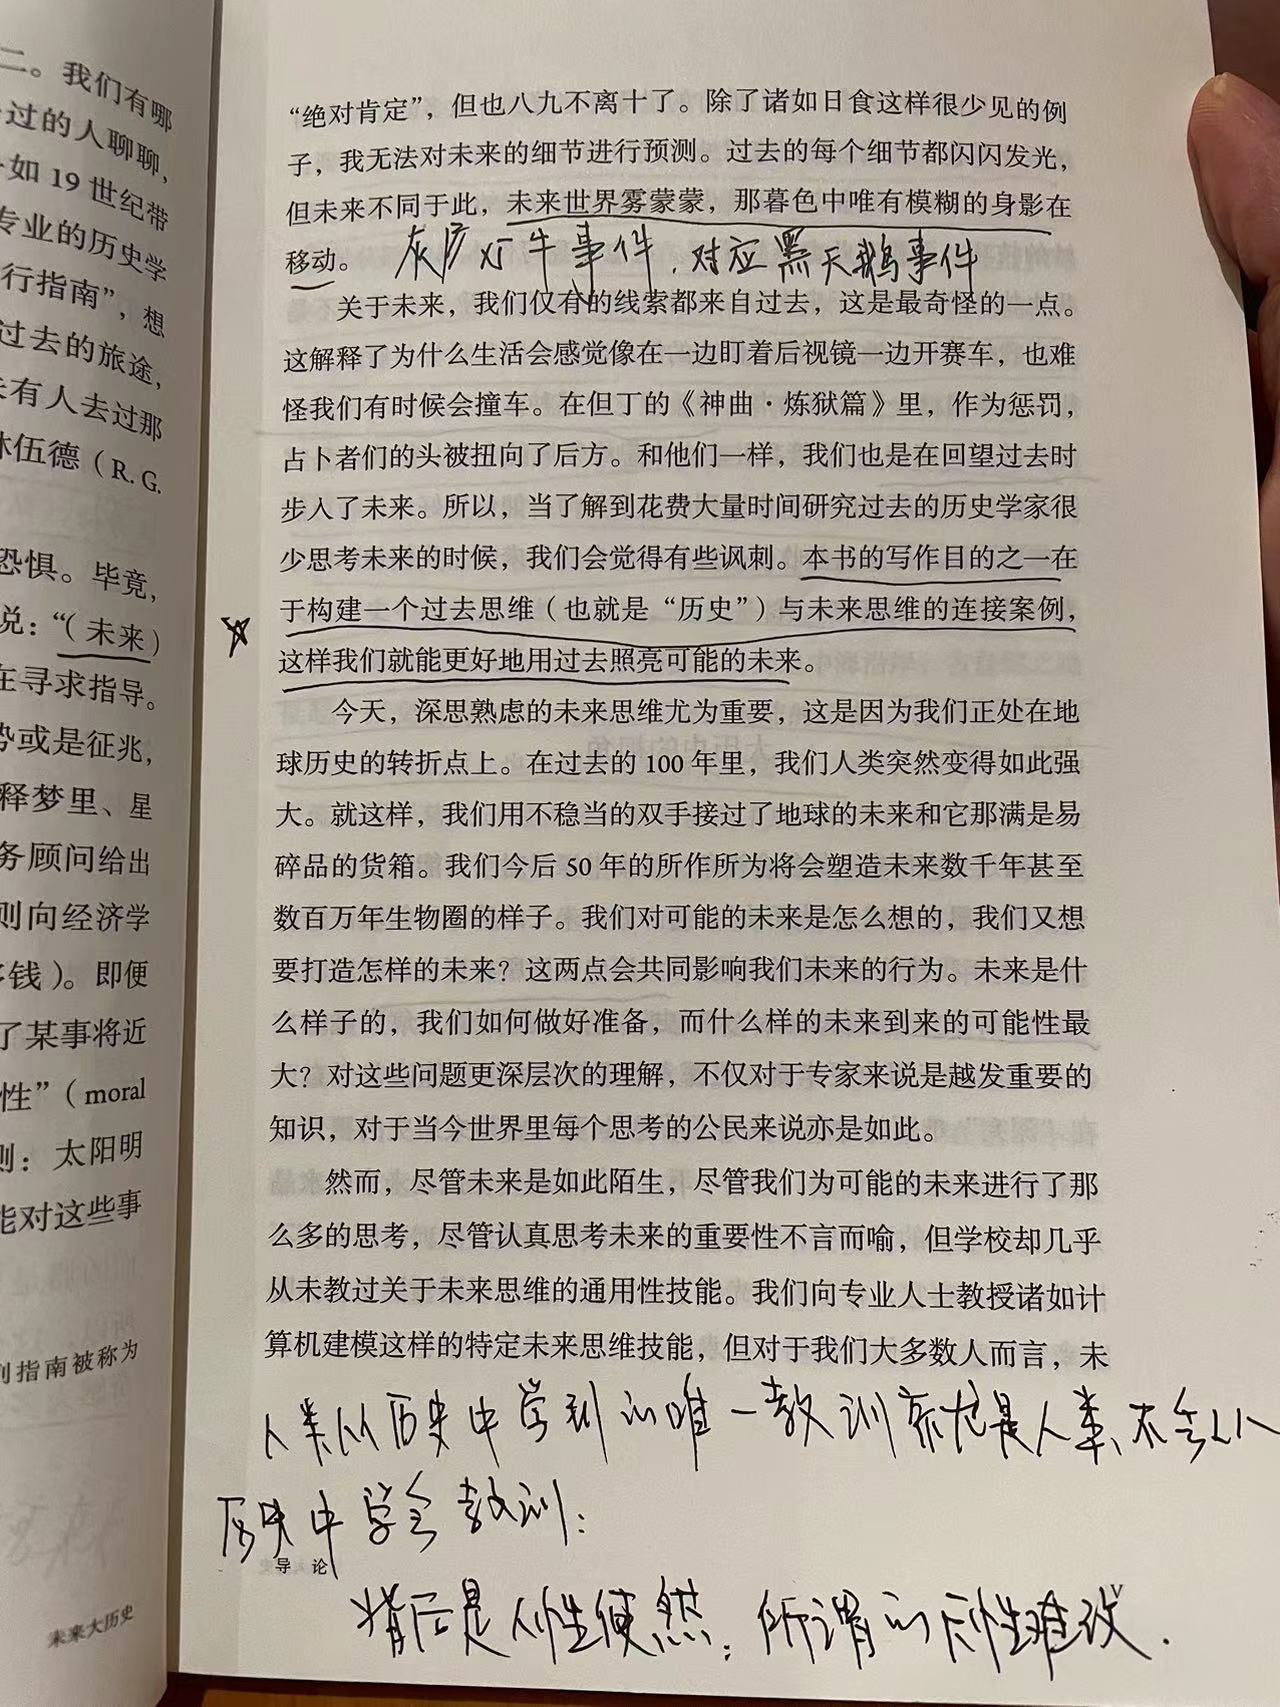 二。我们有哪
过的人聊聊，
如 19 世纪带
专业的历史学
行指南”，想
过去的旅途，
有人去过那
林伍德（R. G.
恐惧。毕竟，
说：“（未来）
在寻求指导。
势或是征兆，
释梦里、星
务顾问给出
则向经济学
钱）。即便
了某事将近
性”（moral
则：太阳明
能对这些事
列指南被称为
未来大历史
“绝对肯定”，但也八九不离十了。除了诸如日食这样很少见的例
子，我无法对未来的细节进行预测。过去的每个细节都闪闪发光，
但未来不同于此，未来世界雾蒙蒙，那暮色中唯有模糊的身影在
移动。
灰犀牛事件，对应黑天鹅事件
关于未来，我们仅有的线索都来自过去，这是最奇怪的一点。
这解释了为什么生活会感觉像在一边盯着后视镜一边开赛车，也难
怪我们有时候会撞车。在但丁的《神曲·炼狱篇》里，作为惩罚，
占卜者们的头被扭向了后方。和他们一样，我们也是在回望过去时
步入了未来。所以，当了解到花费大量时间研究过去的历史学家很
少思考未来的时候，我们会觉得有些讽刺。本书的写作目的之一在
于构建一个过去思维（也就是“历史”）与未来思维的连接案例，
这样我们就能更好地用过去照亮可能的未来。
今天，深思熟虑的未来思维尤为重要，这是因为我们正处在地
球历史的转折点上。在过去的 100 年里，我们人类突然变得如此强
大。就这样，我们用不稳当的双手接过了地球的未来和它那满是易
碎品的货箱。我们今后 50 年的所作所为将会塑造未来数千年甚至
数百万年生物圈的样子。我们对可能的未来是怎么想的，我们又想
要打造怎样的未来？这两点会共同影响我们未来的行为。未来是什
么样子的，我们如何做好准备，而什么样的未来到来的可能性最
大？对这些问题更深层次的理解，不仅对于专家来说是越发重要的
知识，对于当今世界里每个思考的公民来说亦是如此。
然而，尽管未来是如此陌生，尽管我们为可能的未来进行了那
么多的思考，尽管认真思考未来的重要性不言而喻，但学校却几乎
从未教过关于未来思维的通用性技能。我们向专业人士教授诸如计
算机建模这样的特定未来思维技能，但对于我们大多数人而言，未
人类从历史中学到的唯一教训就是人类不会从
历史中学会教训：
导 论
V
背后是人性使然；所谓的人性难改．